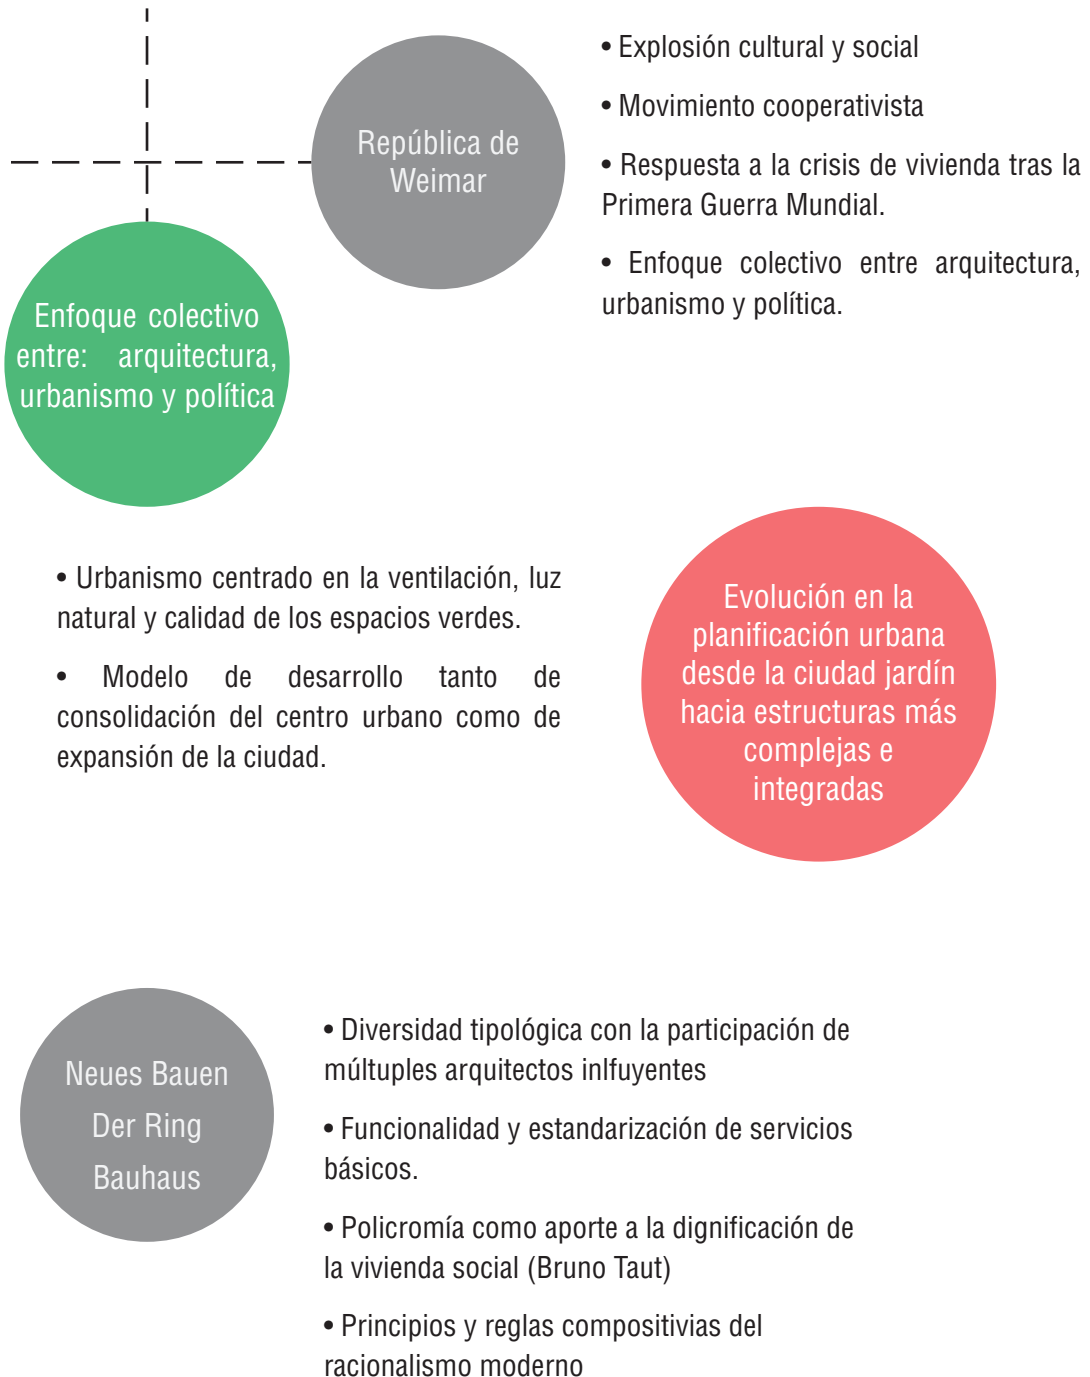 República de
Weimar
• Explosión cultural y social
• Movimiento cooperativista
• Respuesta a la crisis de vivienda tras la
Primera Guerra Mundial.
• Enfoque colectivo entre arquitectura,
urbanismo y política.
Enfoque colectivo
entre: arquitectura,
urbanismo y política
• Urbanismo centrado en la ventilación, luz
natural y calidad de los espacios verdes.
• Modelo de desarrollo tanto de
consolidación del centro urbano como de
expansión de la ciudad.
Evolución en la
planificación urbana
desde la ciudad jardín
hacia estructuras más
complejas e
integradas
Neues Bauen
Der Ring
Bauhaus
• Diversidad tipológica con la participación de
múltuples arquitectos inlfuyentes
• Funcionalidad y estandarización de servicios
básicos.
• Policromía como aporte a la dignificación de
la vivienda social (Bruno Taut)
• Principios y reglas compositivias del
racionalismo moderno